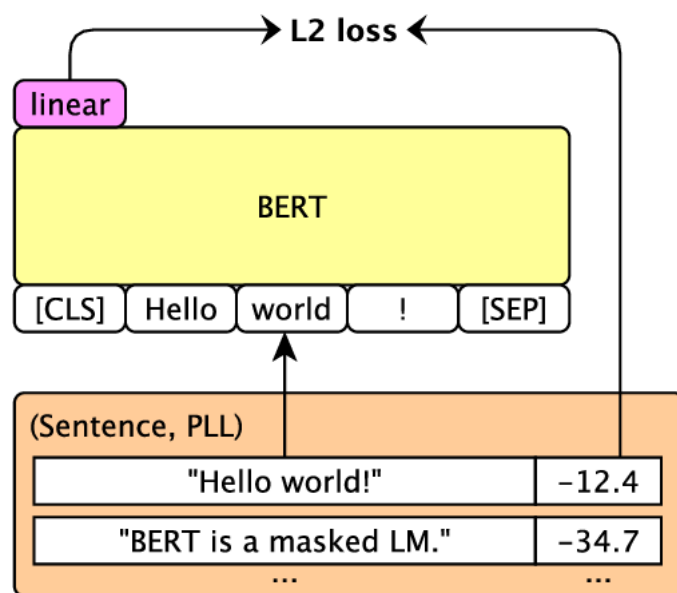 L2 loss
linear
BERT
[CLS] Hello world ! [SEP]
(Sentence, PLL)
"Hello world!" −12.4
"BERT is a masked LM." −34.7
... ...